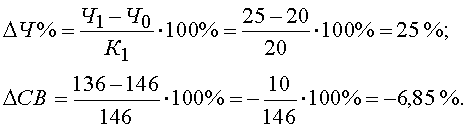 ΔЧ% = (Ч₁ − Ч₀)/К₁ · 100% = (25 − 20)/20 · 100% = 25 %;
ΔСВ = (136 − 146)/146 · 100% = −10/146 · 100% = −6,85 %.